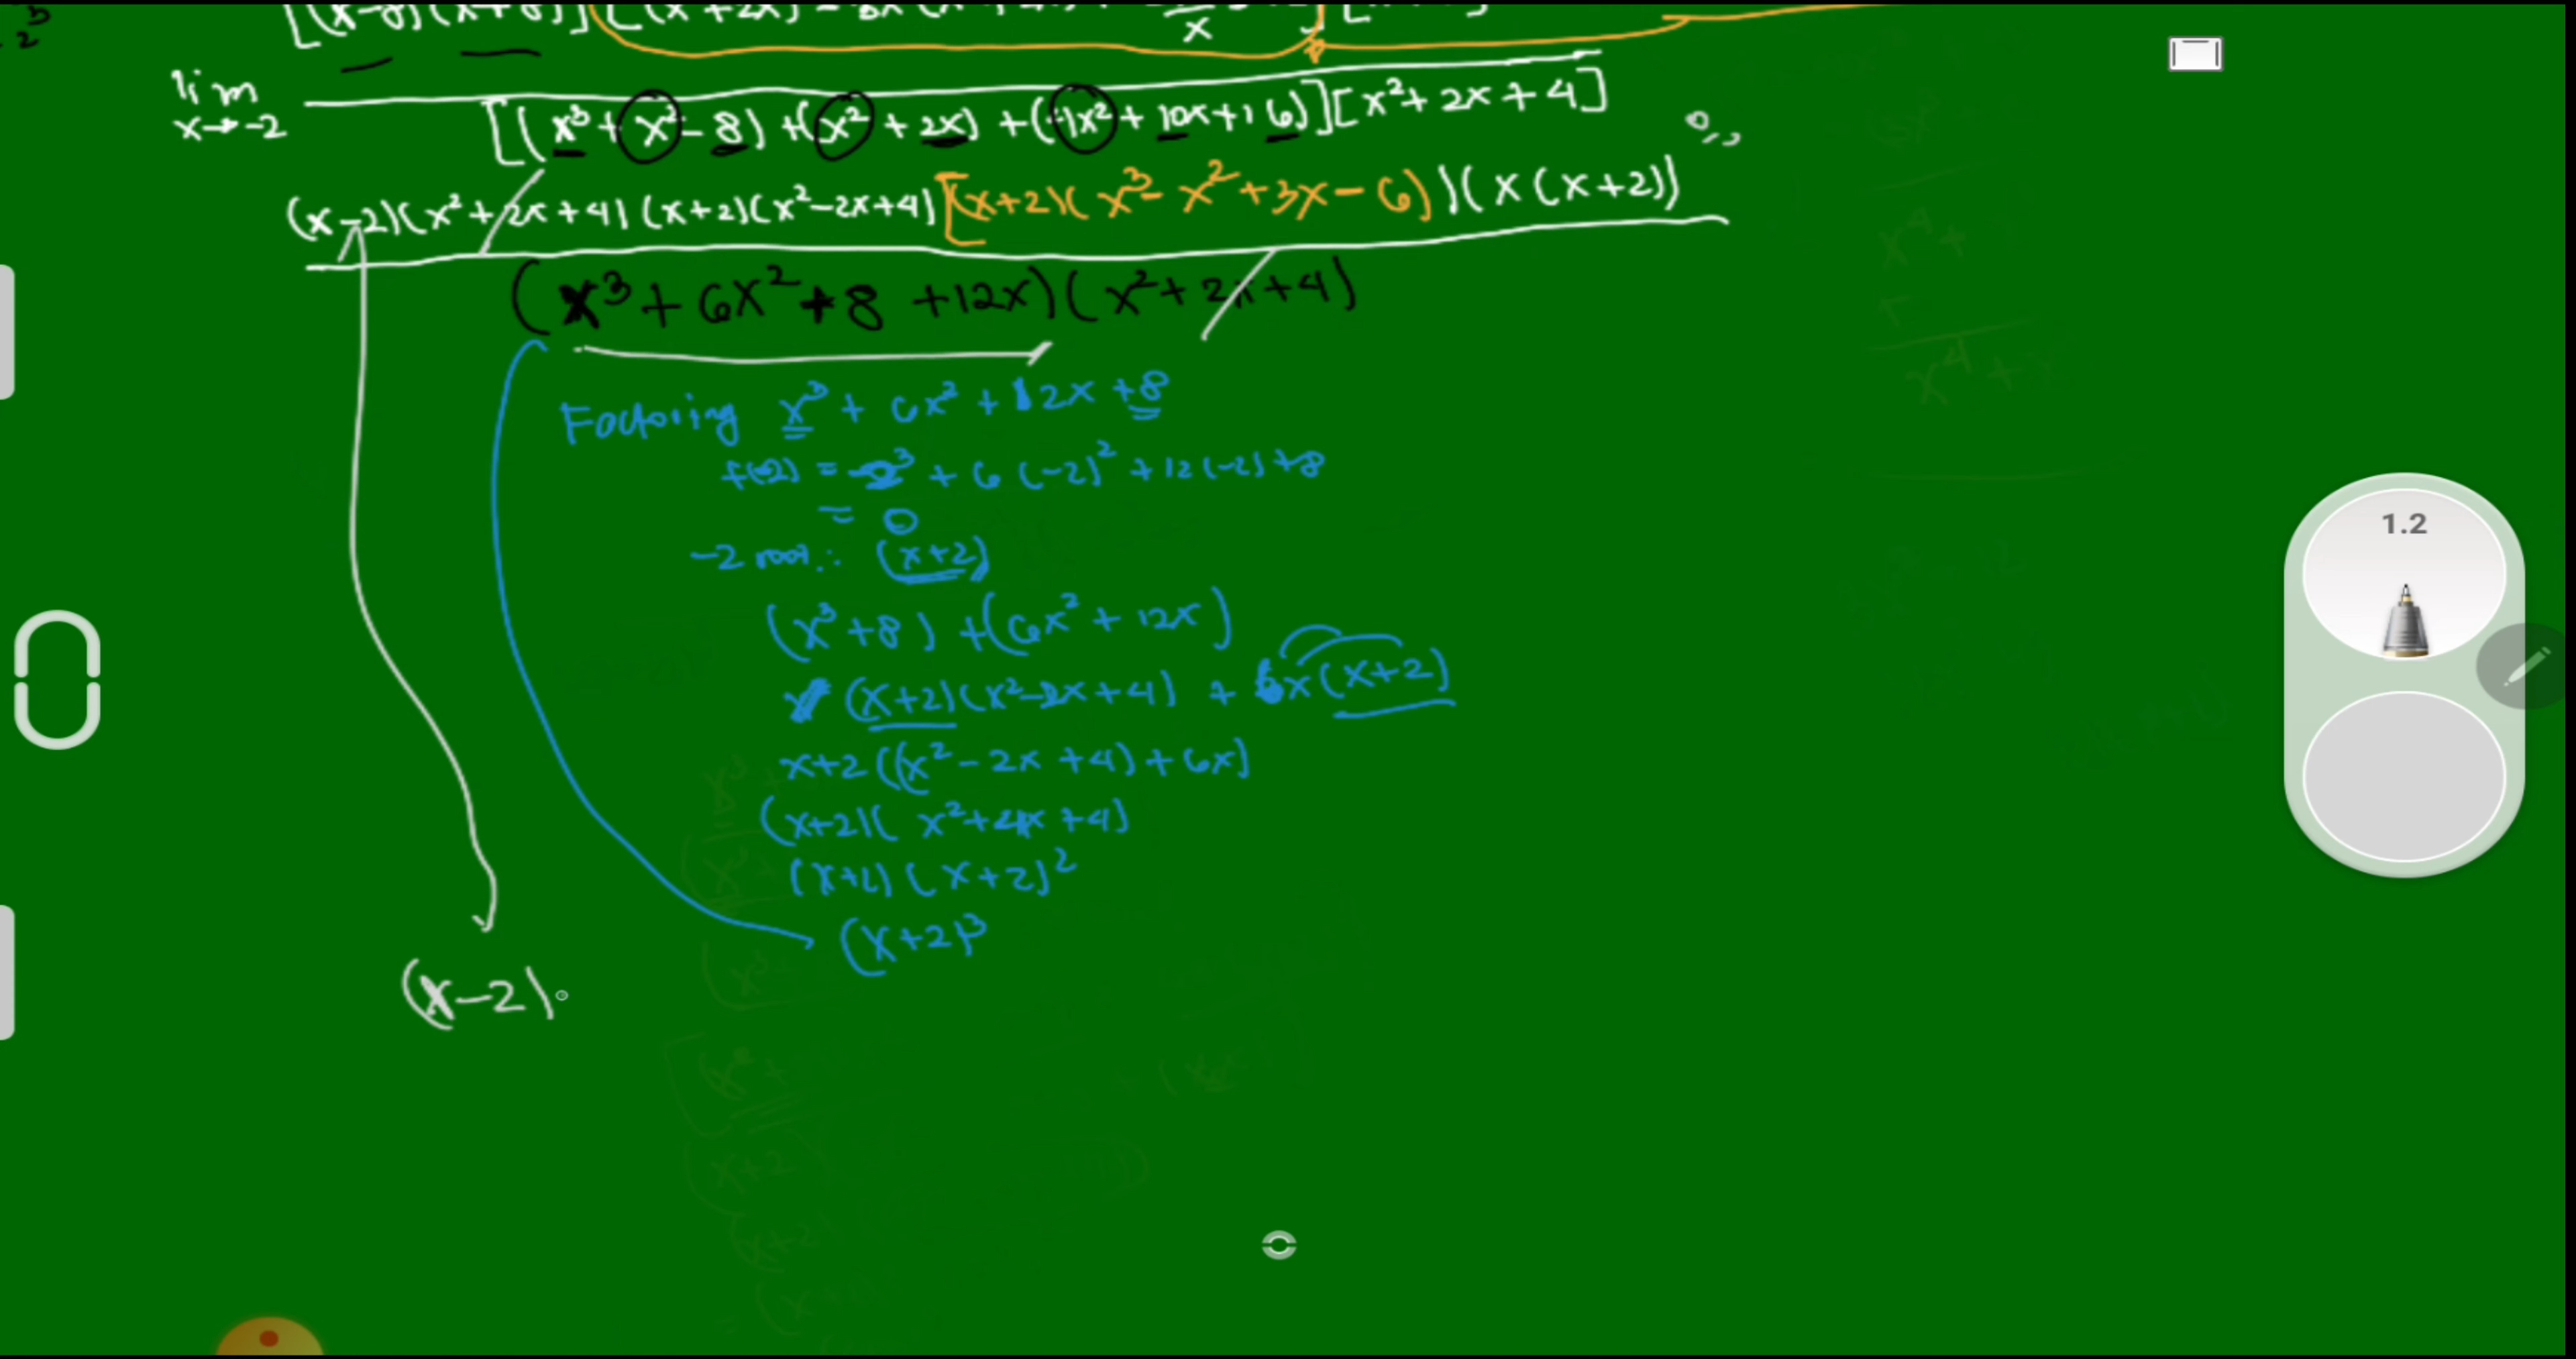 lim
x→-2
[(x³ + x² - 8) + (x² + 2x) + (4x² + 10x + 16)][x² + 2x + 4]
(x-2)(x²+2x+4)(x+2)(x²-2x+4)[(x+2)(x³-x²+3x-6))(x(x+2))
(x³ + 6x² + 8 + 12x)(x² + 2x + 4)
Factoring x³ + 6x² + 12x + 8
f(-2) = -2³ + 6(-2)² + 12(-2) + 8
= 0
-2 root ∴ (x+2)
(x³ + 8) + (6x² + 12x)
(x+2)(x²-2x+4) + 6x(x+2)
x+2((x²-2x+4)+6x)
(x+2)(x²+4x+4)
(x+2)(x+2)²
(x+2)³
(x-2)
1.2